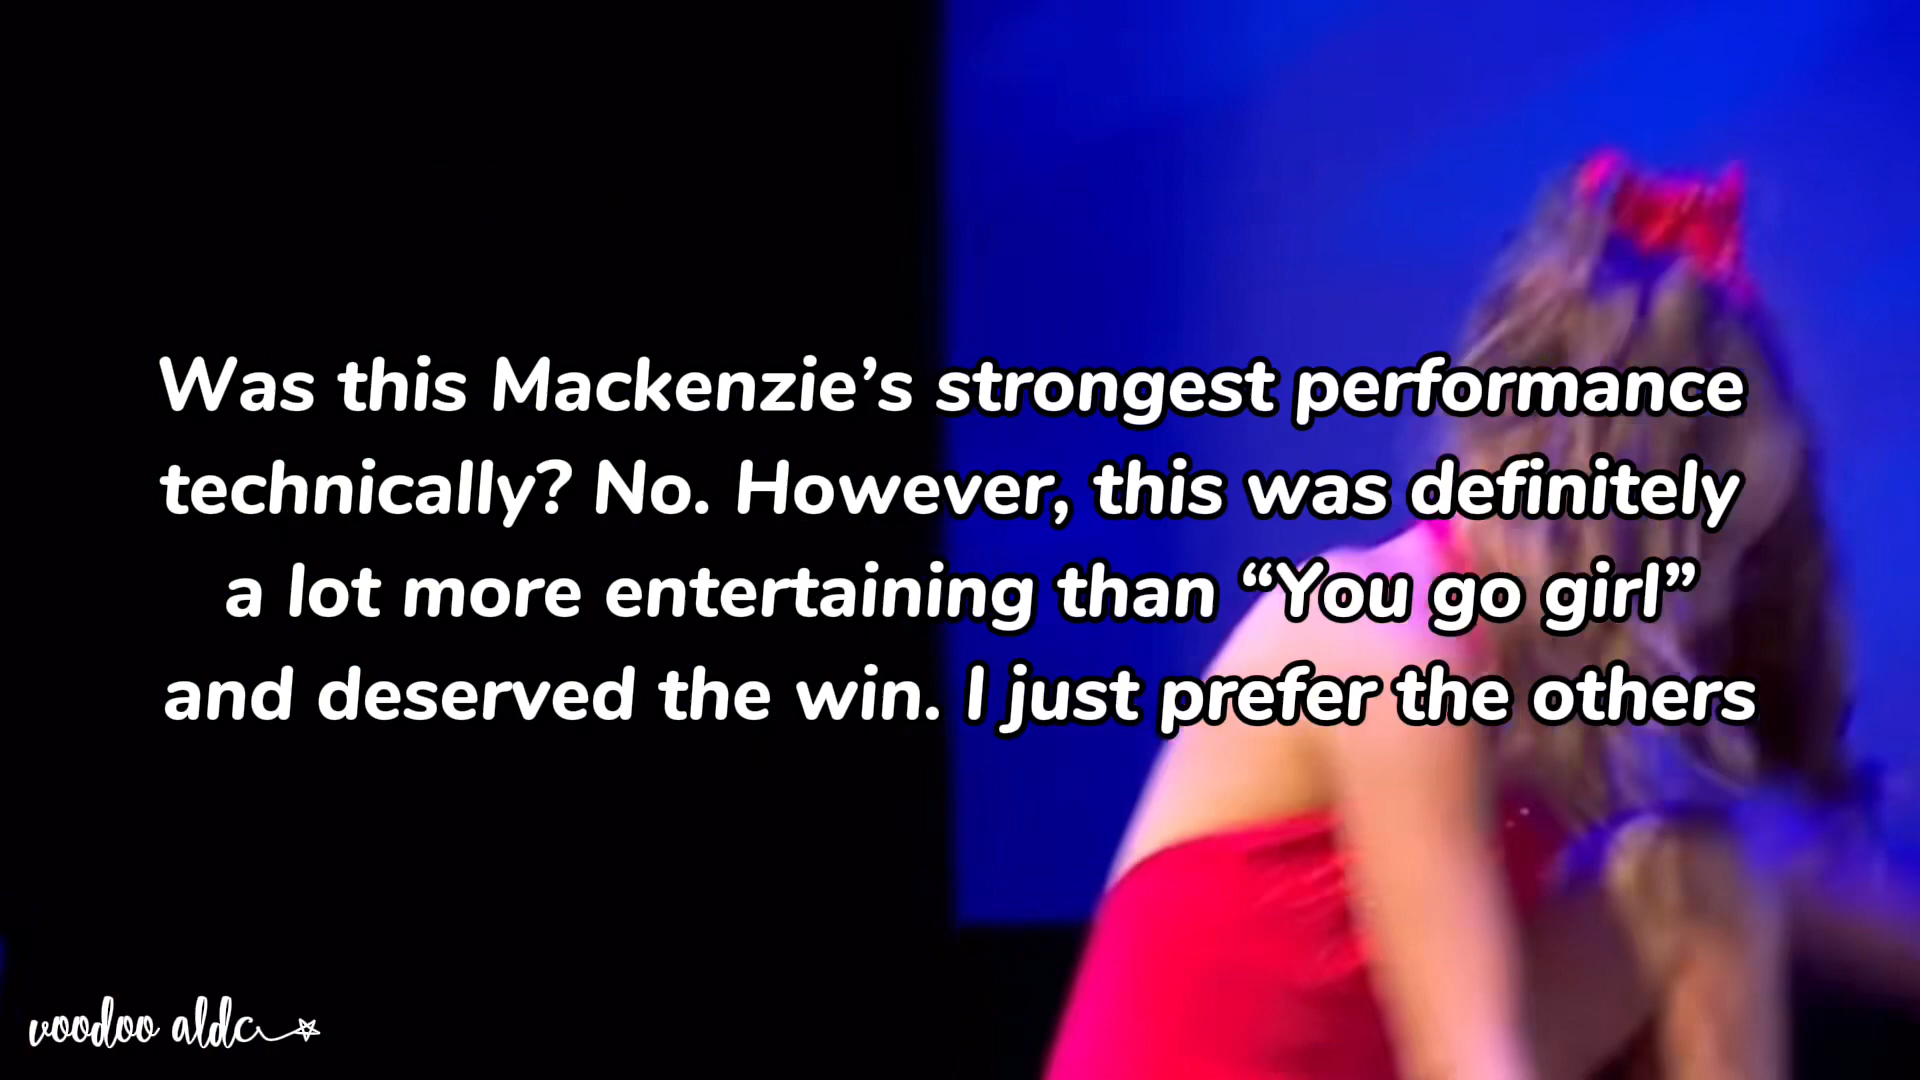 Was this Mackenzie’s strongest performance
technically? No. However, this was definitely
a lot more entertaining than “You go girl”
and deserved the win. I just prefer the others
voodoo aldc